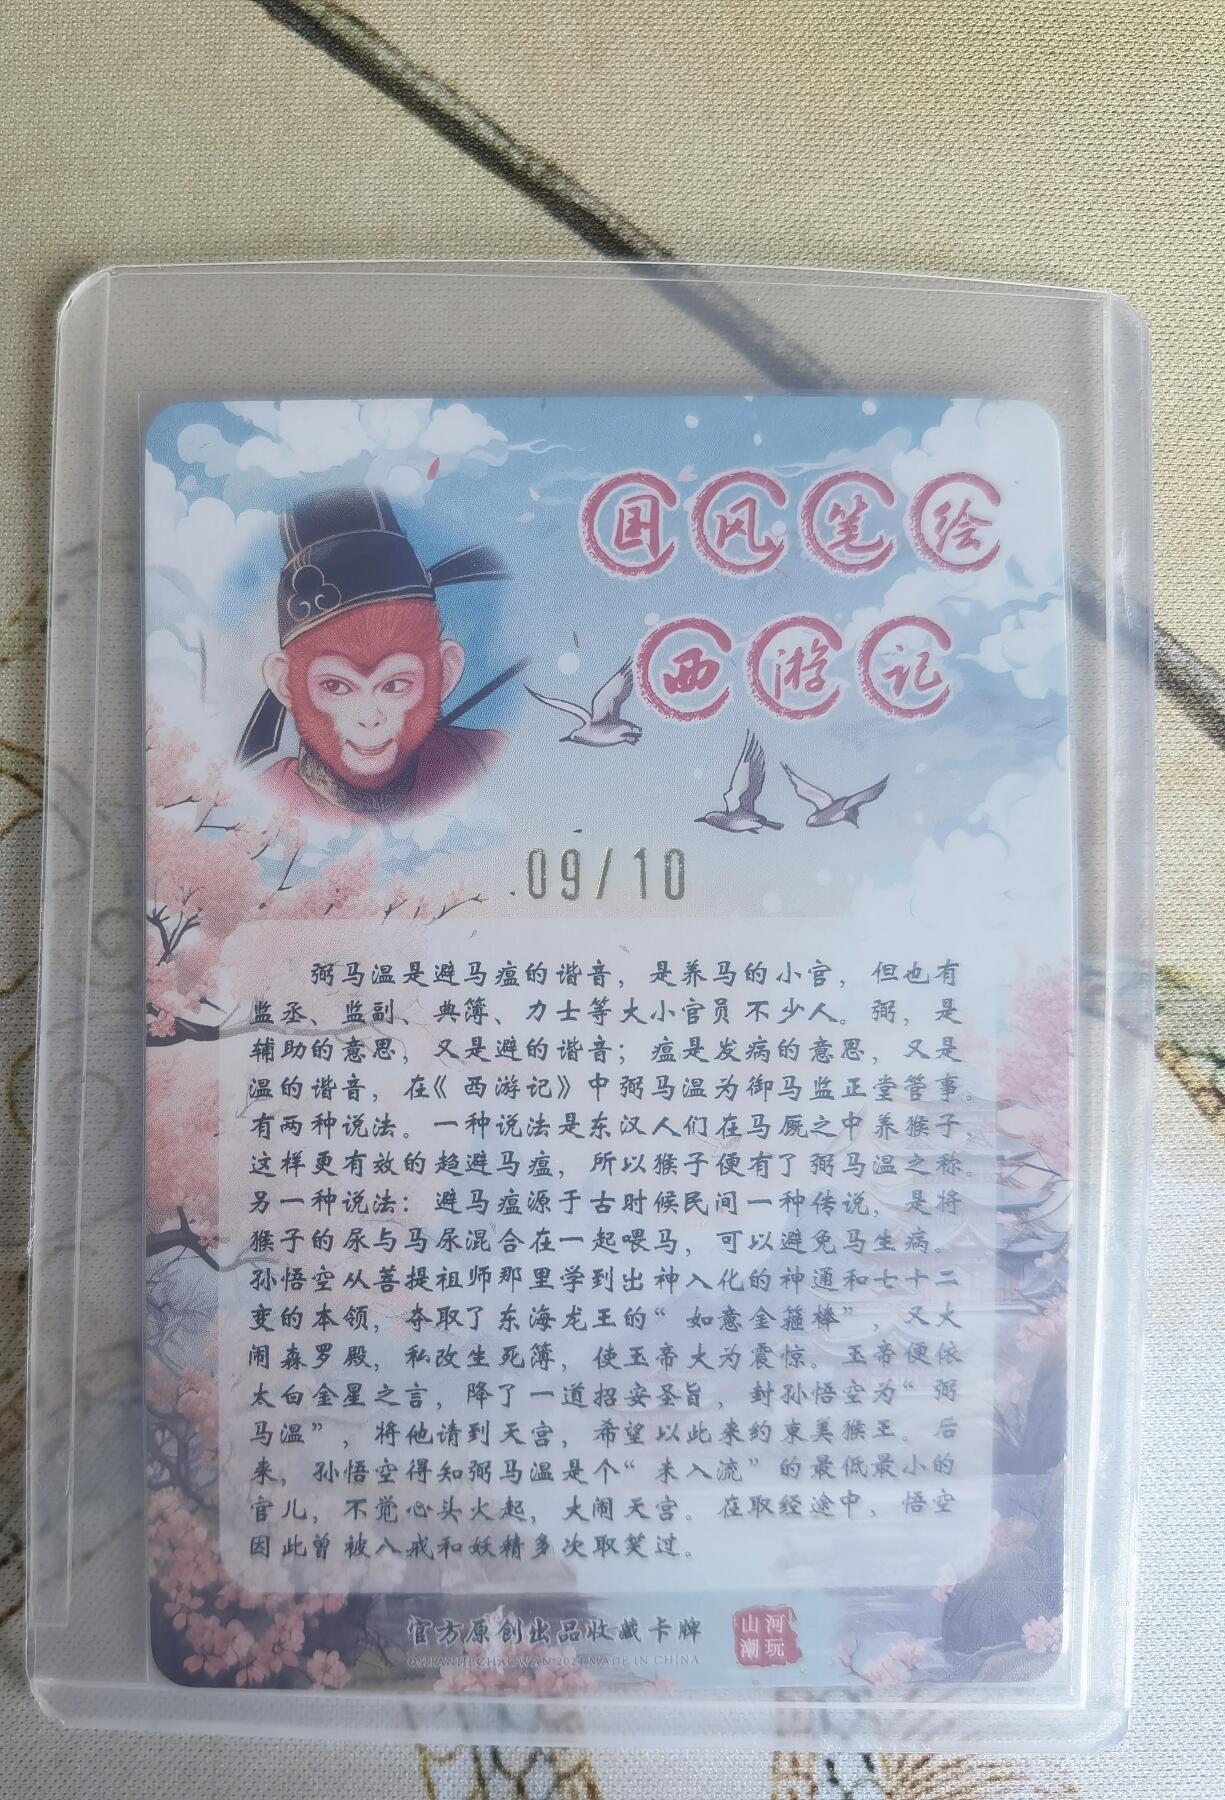 国风笔绘
西游记
09/10
弼马温是避马瘟的谐音，是养马的小官，但也有
监丞、监副、典簿、力士等大小官员不少人。弼，是
辅助的意思，又是避的谐音；瘟是发病的意思，又是
温的谐音，在《西游记》中弼马温为御马监正堂管事。
有两种说法。一种说法是东汉人们在马厩之中养猴子，
这样更有效的趋避马瘟，所以猴子便有了弼马温之称。
另一种说法：避马瘟源于古时候民间一种传说，是将
猴子的尿与马尿混合在一起喂马，可以避免马生病。
孙悟空从菩提祖师那里学到出神入化的神通和七十二
变的本领，夺取了东海龙王的“如意金箍棒”，又大
闹森罗殿，私改生死簿，使玉帝大为震惊。玉帝便依
太白金星之言，降了一道招安圣旨，封孙悟空为“弼
马温”，将他请到天宫，希望以此来约束美猴王。后
来，孙悟空得知弼马温是个“未入流”的最低最小的
官儿，不觉心头火起，大闹天宫。在取经途中，悟空
因此曾被八戒和妖精多次取笑过。
官方原创出品收藏卡牌
©SHANHECHAOWAN 2024 MADE IN CHINA
山河
潮玩